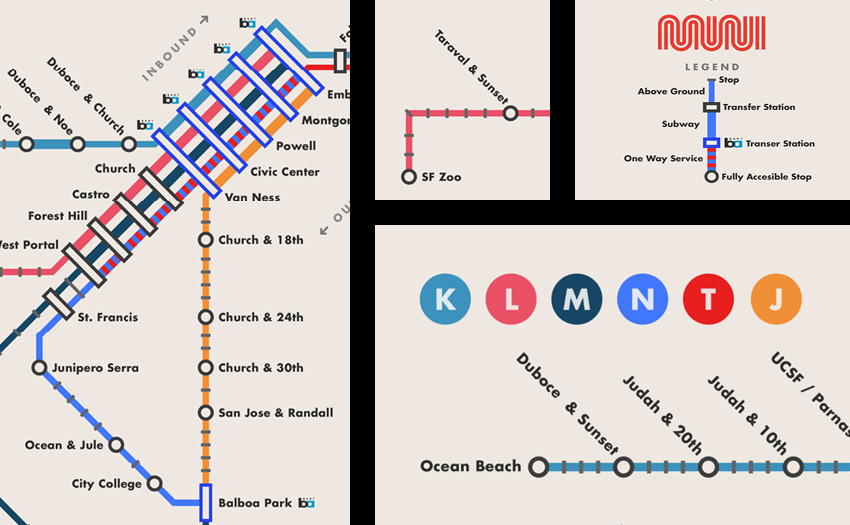 INBOUND
Cole
Duboce & Noe
Duboce & Church
Church
Castro
Forest Hill
West Portal
St. Francis
Junipero Serra
Ocean & Jule
City College
Emb
Montgor
Powell
Civic Center
Van Ness
OU
Church & 18th
Church & 24th
Church & 30th
San Jose & Randall
Balboa Park ba
Taraval & Sunset
SF Zoo
MUNI
LEGEND
Stop
Above Ground
Transfer Station
Subway
ba Transer Station
One Way Service
Fully Accesible Stop
K L M N T J
Duboce & Sunset
Judah & 20th
Judah & 10th
UCSF / Parnas
Ocean Beach